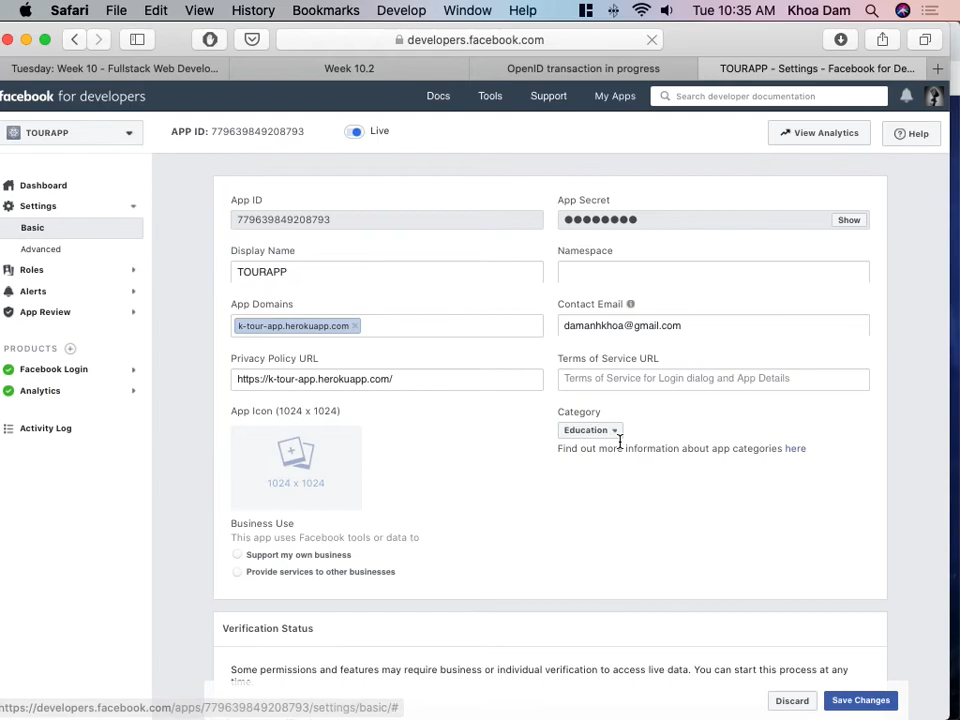 Safari File Edit View History Bookmarks Develop Window Help Tue 10:35 AM Khoa Dam
developers.facebook.com
Tuesday: Week 10 - Fullstack Web Develo... Week 10.2 OpenID transaction in progress TOURAPP - Settings - Facebook for De...
facebook for developers Docs Tools Support My Apps Search developer documentation
TOURAPP APP ID: 779639849208793 Live View Analytics Help
Dashboard
Settings
Basic
Advanced
Roles
Alerts
App Review
PRODUCTS
Facebook Login
Analytics
Activity Log
App ID App Secret
779639849208793 ●●●●●●●● Show
Display Name Namespace
TOURAPP
App Domains Contact Email
k-tour-app.herokuapp.com × damanhkhoa@gmail.com
Privacy Policy URL Terms of Service URL
https://k-tour-app.herokuapp.com/ Terms of Service for Login dialog and App Details
App Icon (1024 x 1024) Category
Education
Find out more information about app categories here
1024 x 1024
Business Use
This app uses Facebook tools or data to
Support my own business
Provide services to other businesses
Verification Status
Some permissions and features may require business or individual verification to access live data. You can start this process at any
time.
Discard Save Changes
https://developers.facebook.com/apps/779639849208793/settings/basic/#